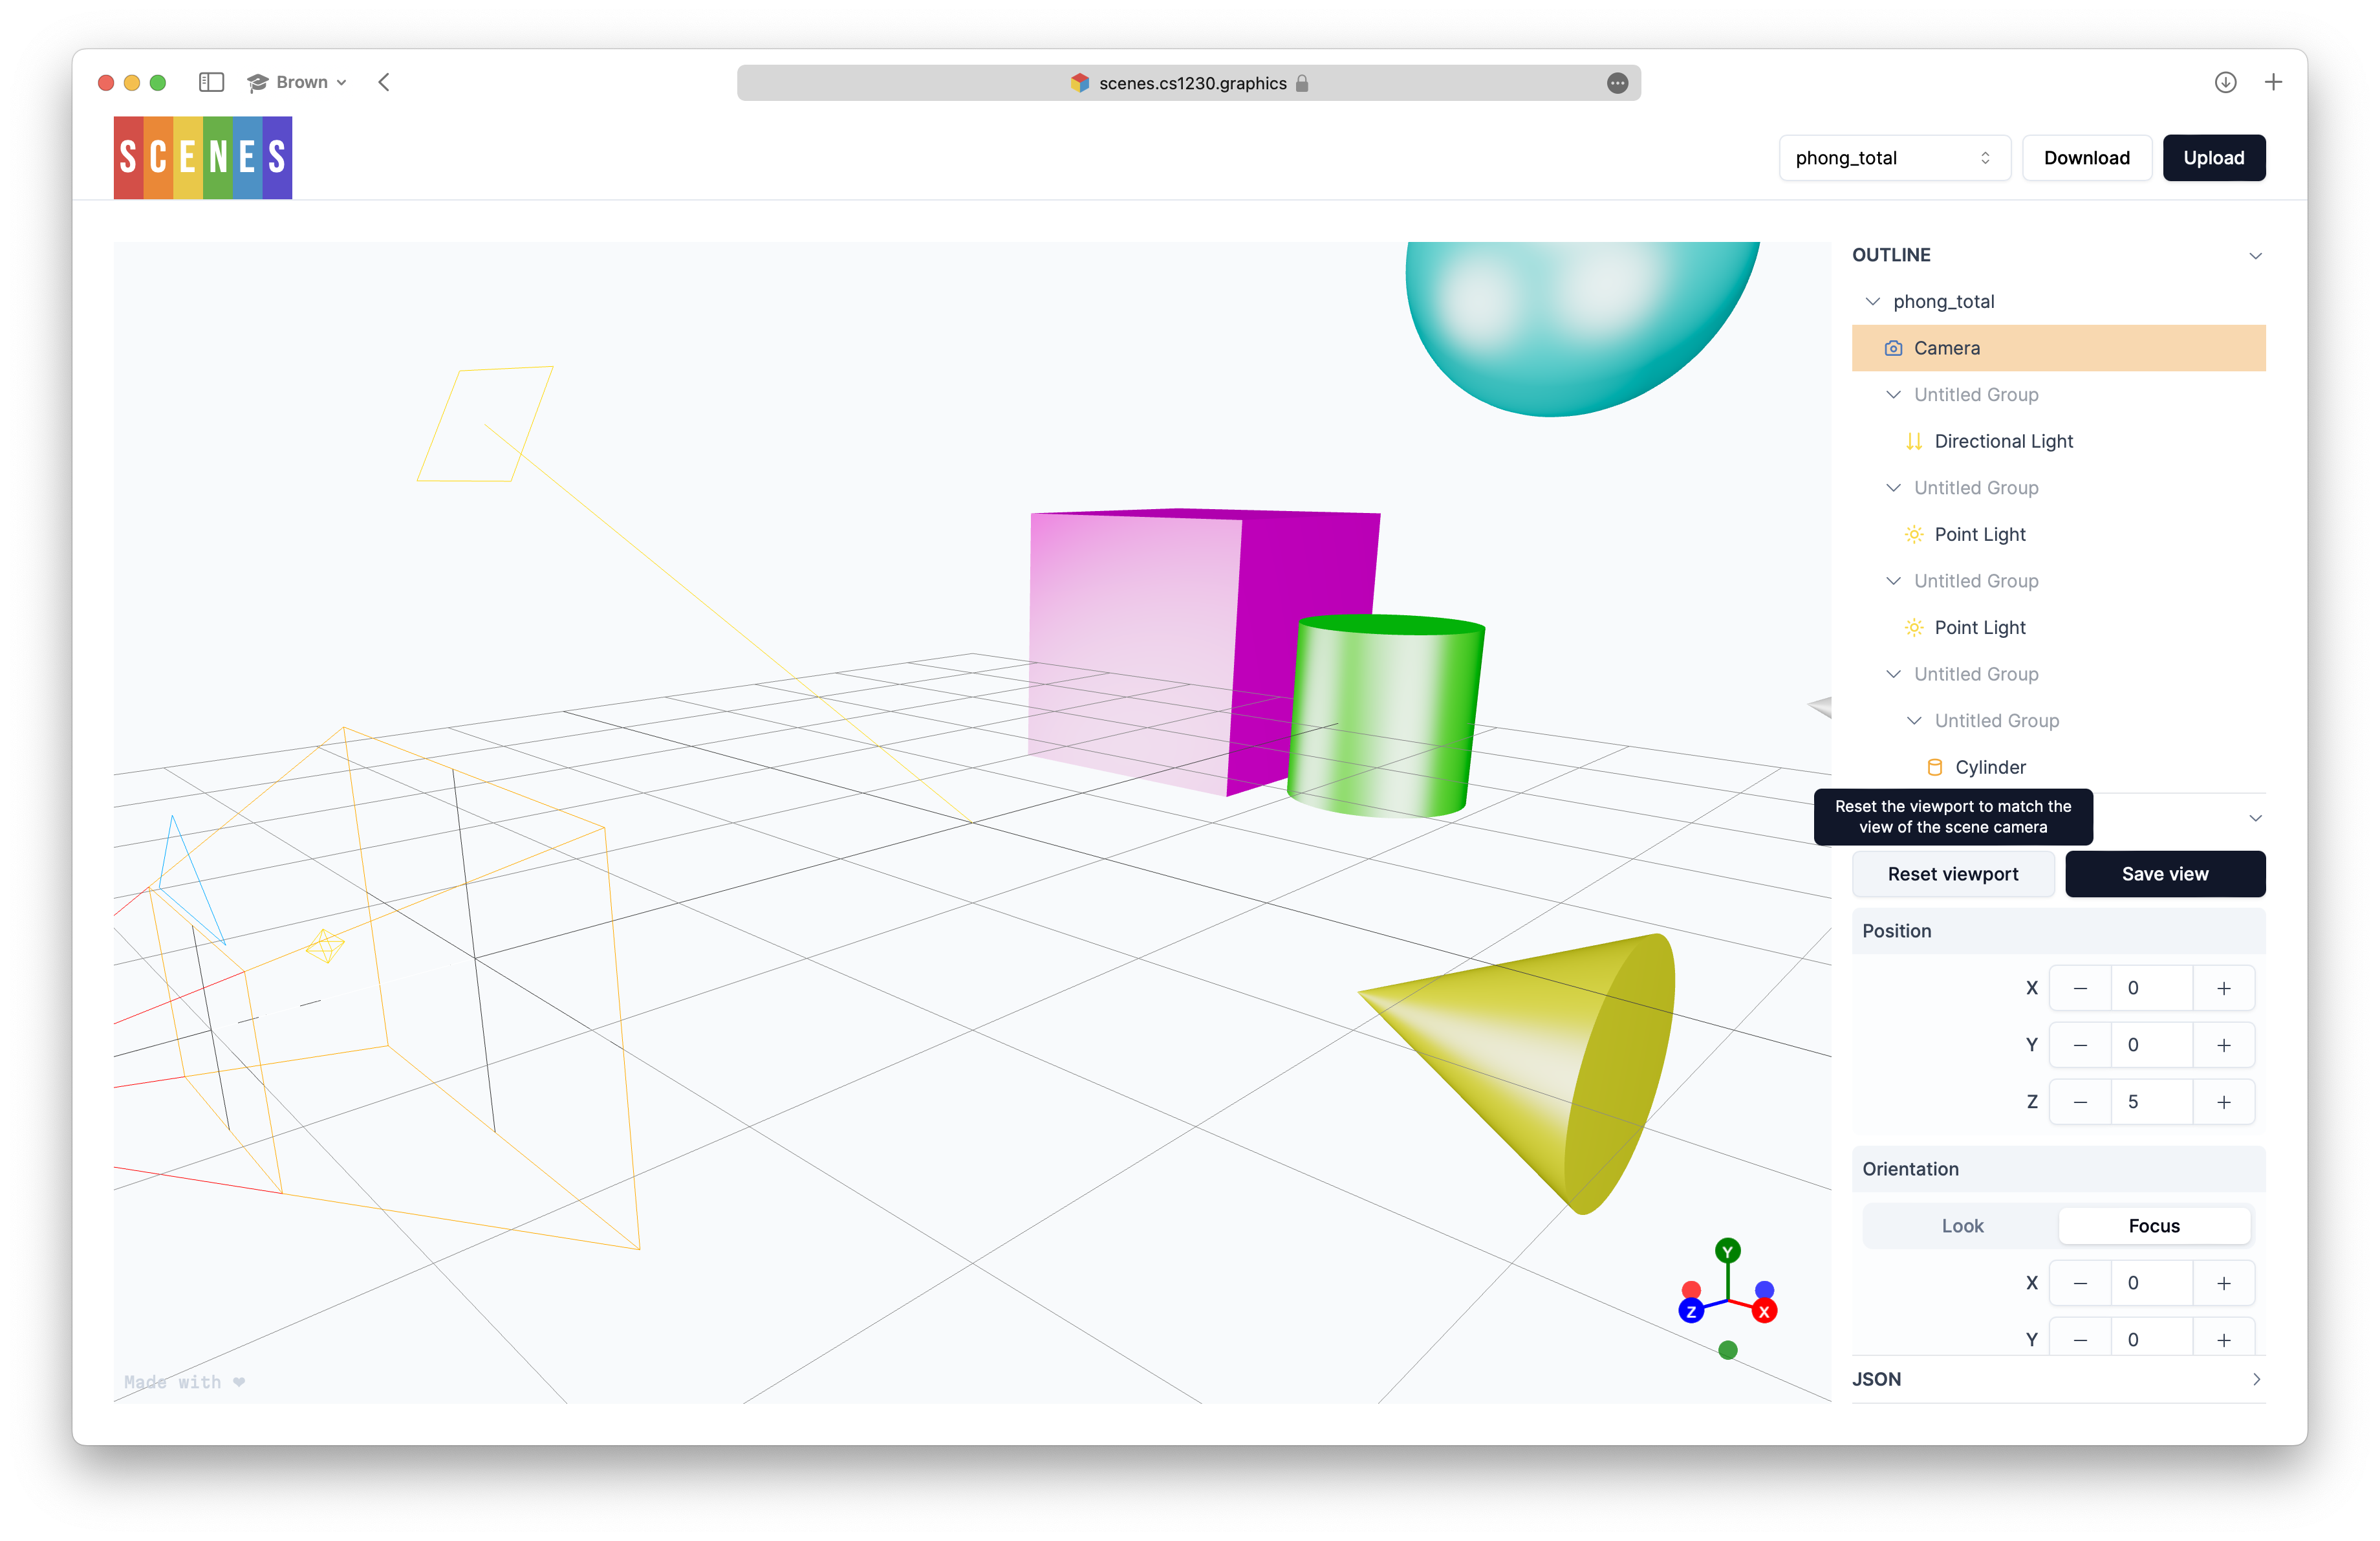 Brown
scenes.cs1230.graphics
SCENES
phong_total
Download
Upload
OUTLINE
phong_total
Camera
Untitled Group
Directional Light
Untitled Group
Point Light
Untitled Group
Point Light
Untitled Group
Untitled Group
Cylinder
Reset the viewport to match the
view of the scene camera
Reset viewport
Save view
Position
X
0
Y
0
Z
5
Orientation
Look
Focus
X
0
Y
0
JSON
Y
Z
X
Made with ❤